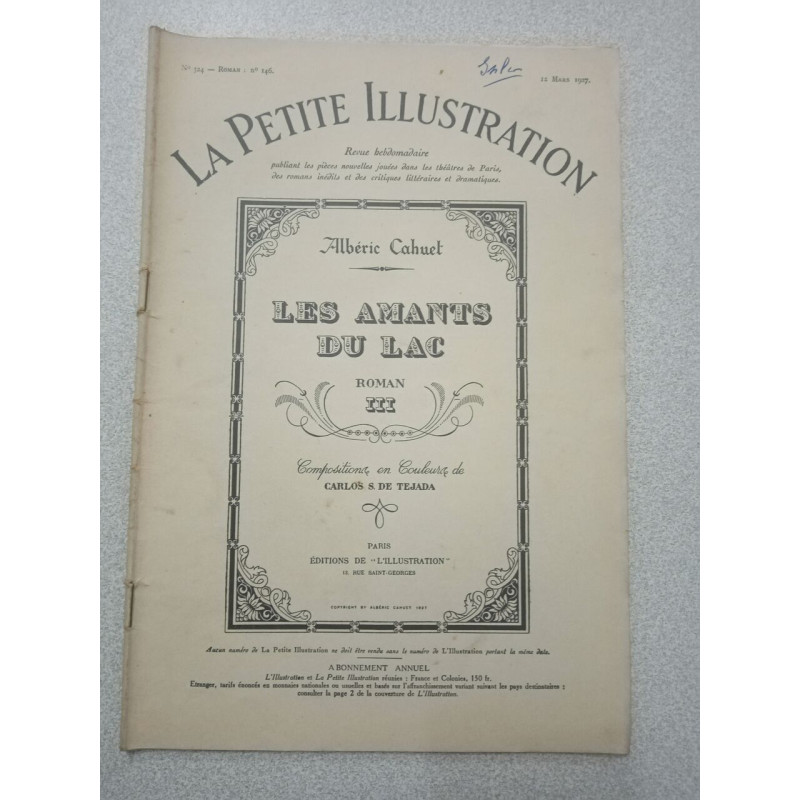 Nº 324 — Roman : nº 146.
12 Mars 1927.
LA PETITE ILLUSTRATION
Revue hebdomadaire
publiant les pièces nouvelles jouées dans les théâtres de Paris,
des romans inédits et des critiques littéraires et dramatiques.
Albéric Cahuet
LES AMANTS
DU LAC
ROMAN
III
Compositions en Couleurs de
CARLOS S. DE TEJADA
PARIS
ÉDITIONS DE "L'ILLUSTRATION"
13, RUE SAINT-GEORGES
COPYRIGHT BY ALBÉRIC CAHUET 1927
Aucun numéro de La Petite Illustration ne doit être vendu sans le numéro de L'Illustration portant la même date.
ABONNEMENT ANNUEL
L'Illustration et La Petite Illustration réunies : France et Colonies, 150 fr.
Etranger, tarifs énoncés en monnaies nationales ou usuelles et basés sur l'affranchissement variant suivant les pays destinataires :
consulter la page 2 de la couverture de L'Illustration.